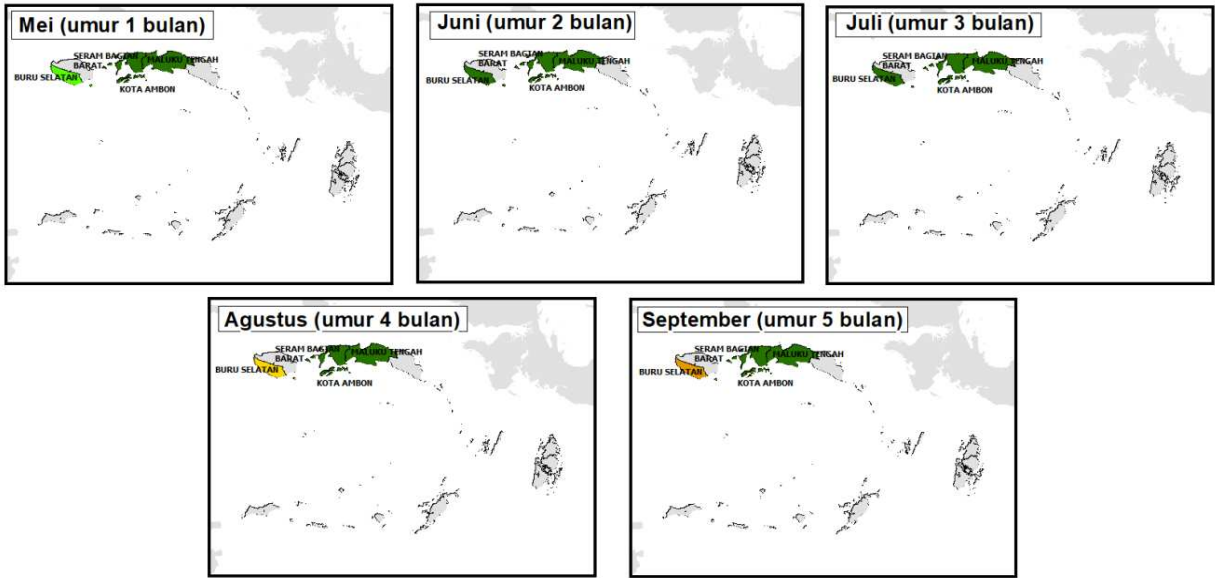 Mei (umur 1 bulan)
SERAM BAGIAN
BARAT
MALUKU TENGAH
BURU SELATAN
KOTA AMBON
Juni (umur 2 bulan)
SERAM BAGIAN
BARAT
MALUKU TENGAH
BURU SELATAN
KOTA AMBON
Juli (umur 3 bulan)
SERAM BAGIAN
BARAT
MALUKU TENGAH
BURU SELATAN
KOTA AMBON
Agustus (umur 4 bulan)
SERAM BAGIAN
BARAT
MALUKU TENGAH
BURU SELATAN
KOTA AMBON
September (umur 5 bulan)
SERAM BAGIAN
BARAT
MALUKU TENGAH
BURU SELATAN
KOTA AMBON